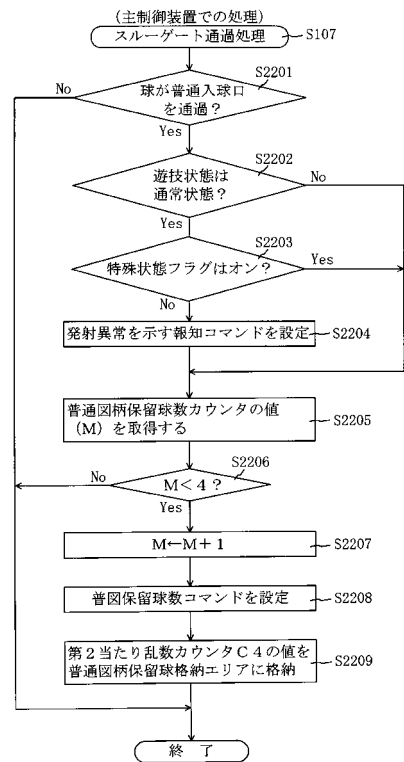 (主制御装置での処理)
スルーゲート通過処理
S107
S2201
球が普通入球口
を通過？
No
Yes
S2202
遊技状態は
通常状態？
No
Yes
S2203
特殊状態フラグはオン？
Yes
No
発射異常を示す報知コマンドを設定
S2204
普通図柄保留球数カウンタの値
(M) を取得する
S2205
S2206
M＜4？
No
Yes
M←M＋1
S2207
普図保留球数コマンドを設定
S2208
第2当たり乱数カウンタC4の値を
普通図柄保留球格納エリアに格納
S2209
終 了